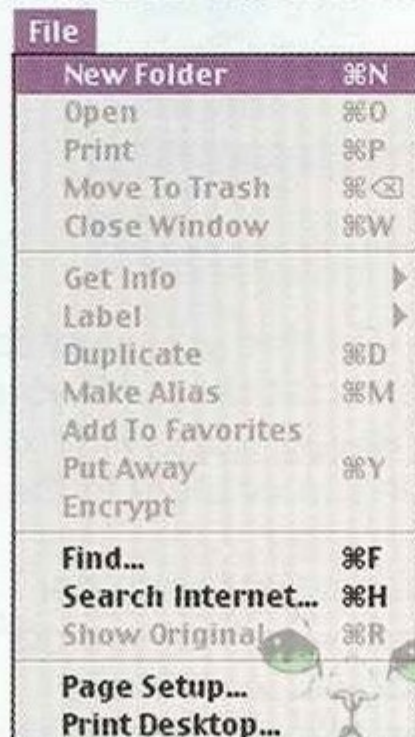 File
New Folder ⌘N
Open ⌘O
Print ⌘P
Move To Trash ⌘⌫
Close Window ⌘W
Get Info
Label
Duplicate ⌘D
Make Alias ⌘M
Add To Favorites
Put Away ⌘Y
Encrypt
Find... ⌘F
Search Internet... ⌘H
Show Original ⌘R
Page Setup...
Print Desktop...